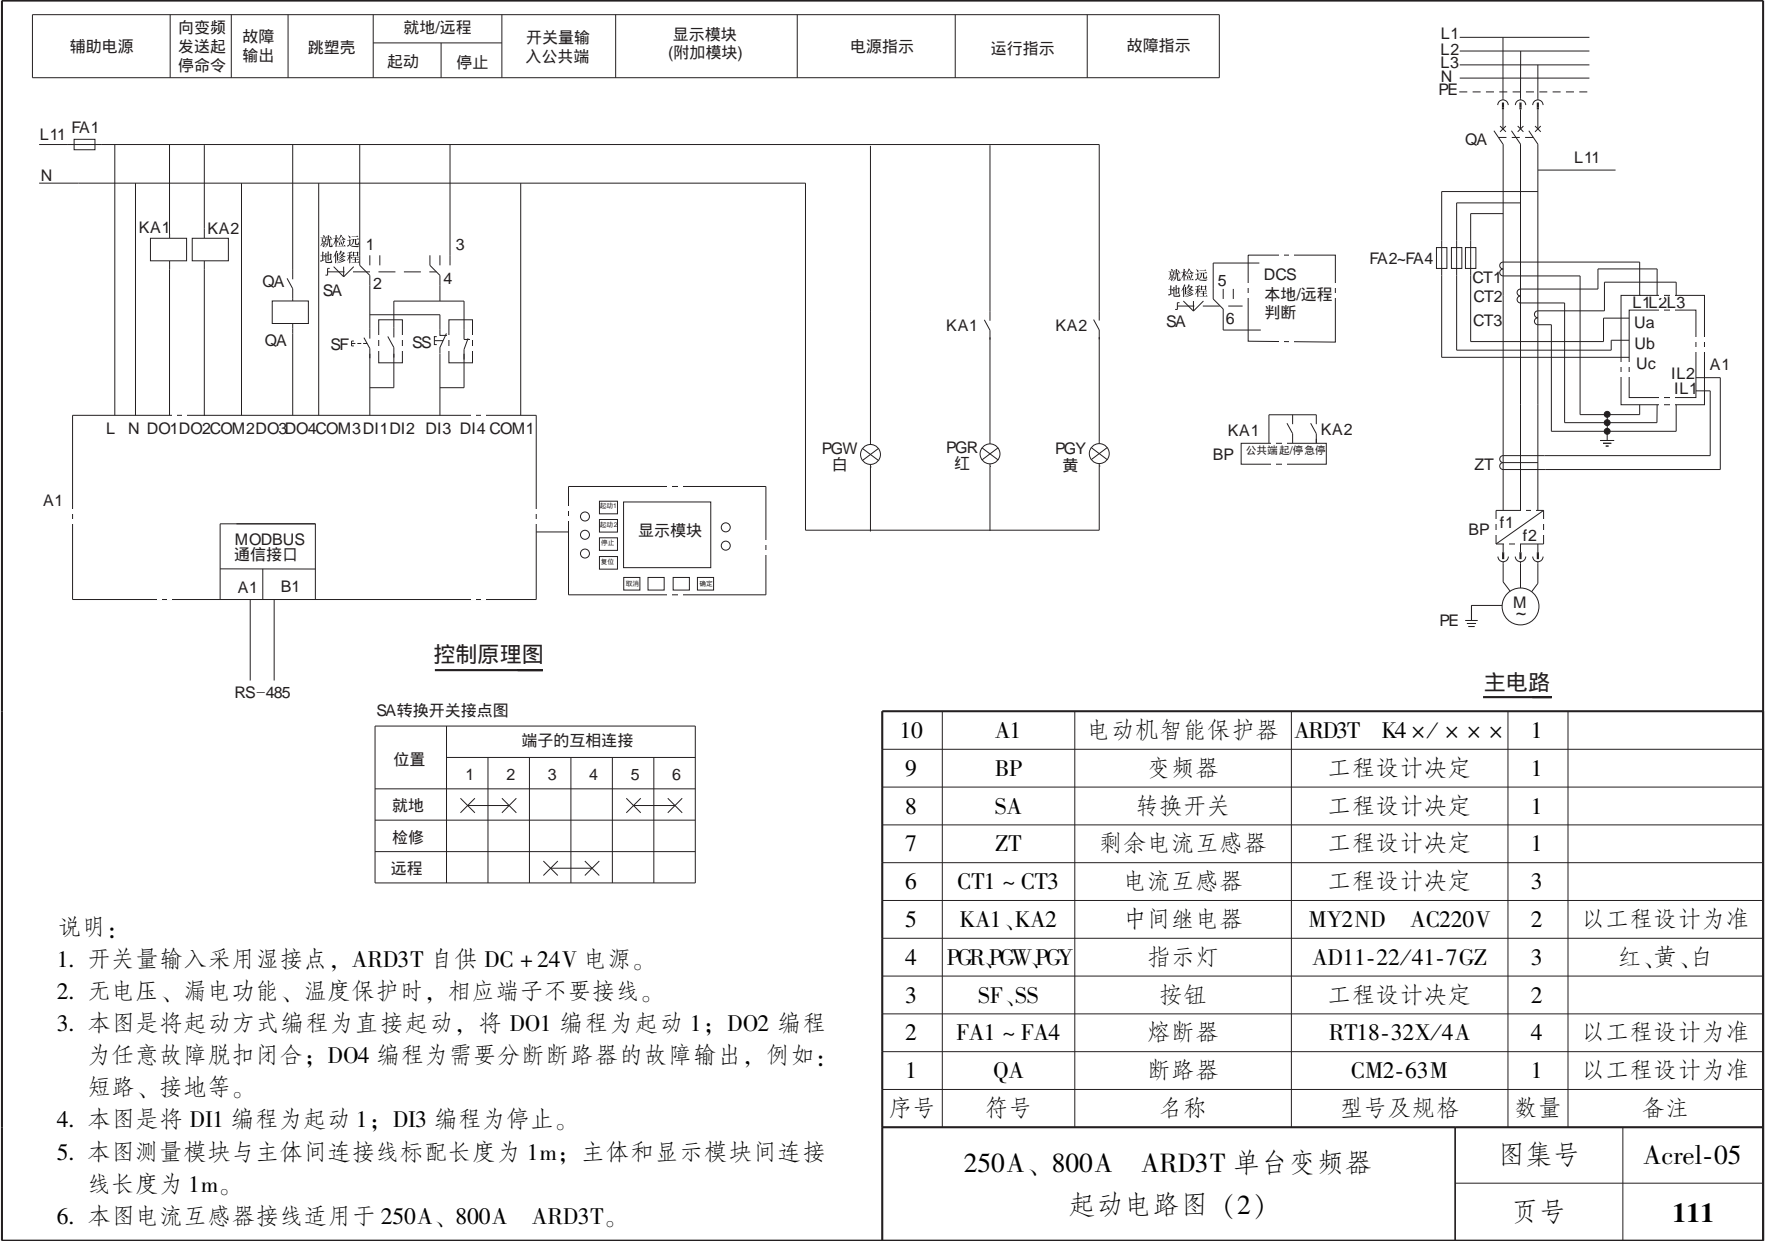 辅助电源
向变频
发送起
停命令
故障
输出
跳塑壳
就地/远程
起动
停止
开关量输
入公共端
显示模块
(附加模块)
电源指示
运行指示
故障指示
L11
FA1
N
KA1
KA2
QA
QA
就检远
地修程
SA
1
2
3
4
SF
SS
L N DO1 DO2 COM2 DO3 DO4 COM3 DI1 DI2 DI3 DI4 COM1
A1
MODBUS
通信接口
A1 B1
RS-485
起动1
起动2
停止
复位
显示模块
取消
确定
PGW
白
KA1
PGR
红
KA2
PGY
黄
就检远
地修程
SA
5
6
DCS
本地/远程
判断
KA1
KA2
BP
公共端 起/停 急停
控制原理图
L1
L2
L3
N
PE
QA
L11
FA2~FA4
CT1
CT2
CT3
L1 L2 L3
Ua
Ub
Uc
IL2
IL1
A1
ZT
BP
f1
f2
M
~
PE
主电路
SA转换开关接点图
位置 端子的互相连接
1 2 3 4 5 6
就地
检修
远程
说明：
1. 开关量输入采用湿接点，ARD3T 自供 DC + 24V 电源。
2. 无电压、漏电功能、温度保护时，相应端子不要接线。
3. 本图是将起动方式编程为直接起动，将 DO1 编程为起动 1；DO2 编程
为任意故障脱扣闭合；DO4 编程为需要分断断路器的故障输出，例如：
短路、接地等。
4. 本图是将 DI1 编程为起动 1；DI3 编程为停止。
5. 本图测量模块与主体间连接线标配长度为 1m；主体和显示模块间连接
线长度为 1m。
6. 本图电流互感器接线适用于 250A、800A ARD3T。
10 A1 电动机智能保护器 ARD3T K4×/××× 1
9 BP 变频器 工程设计决定 1
8 SA 转换开关 工程设计决定 1
7 ZT 剩余电流互感器 工程设计决定 1
6 CT1 ~ CT3 电流互感器 工程设计决定 3
5 KA1、KA2 中间继电器 MY2ND AC220V 2 以工程设计为准
4 PGR、PGW、PGY 指示灯 AD11-22/41-7GZ 3 红、黄、白
3 SF、SS 按钮 工程设计决定 2
2 FA1 ~ FA4 熔断器 RT18-32X/4A 4 以工程设计为准
1 QA 断路器 CM2-63M 1 以工程设计为准
序号 符号 名称 型号及规格 数量 备注
250A、800A ARD3T 单台变频器
起动电路图（2）
图集号 Acrel-05
页号 111